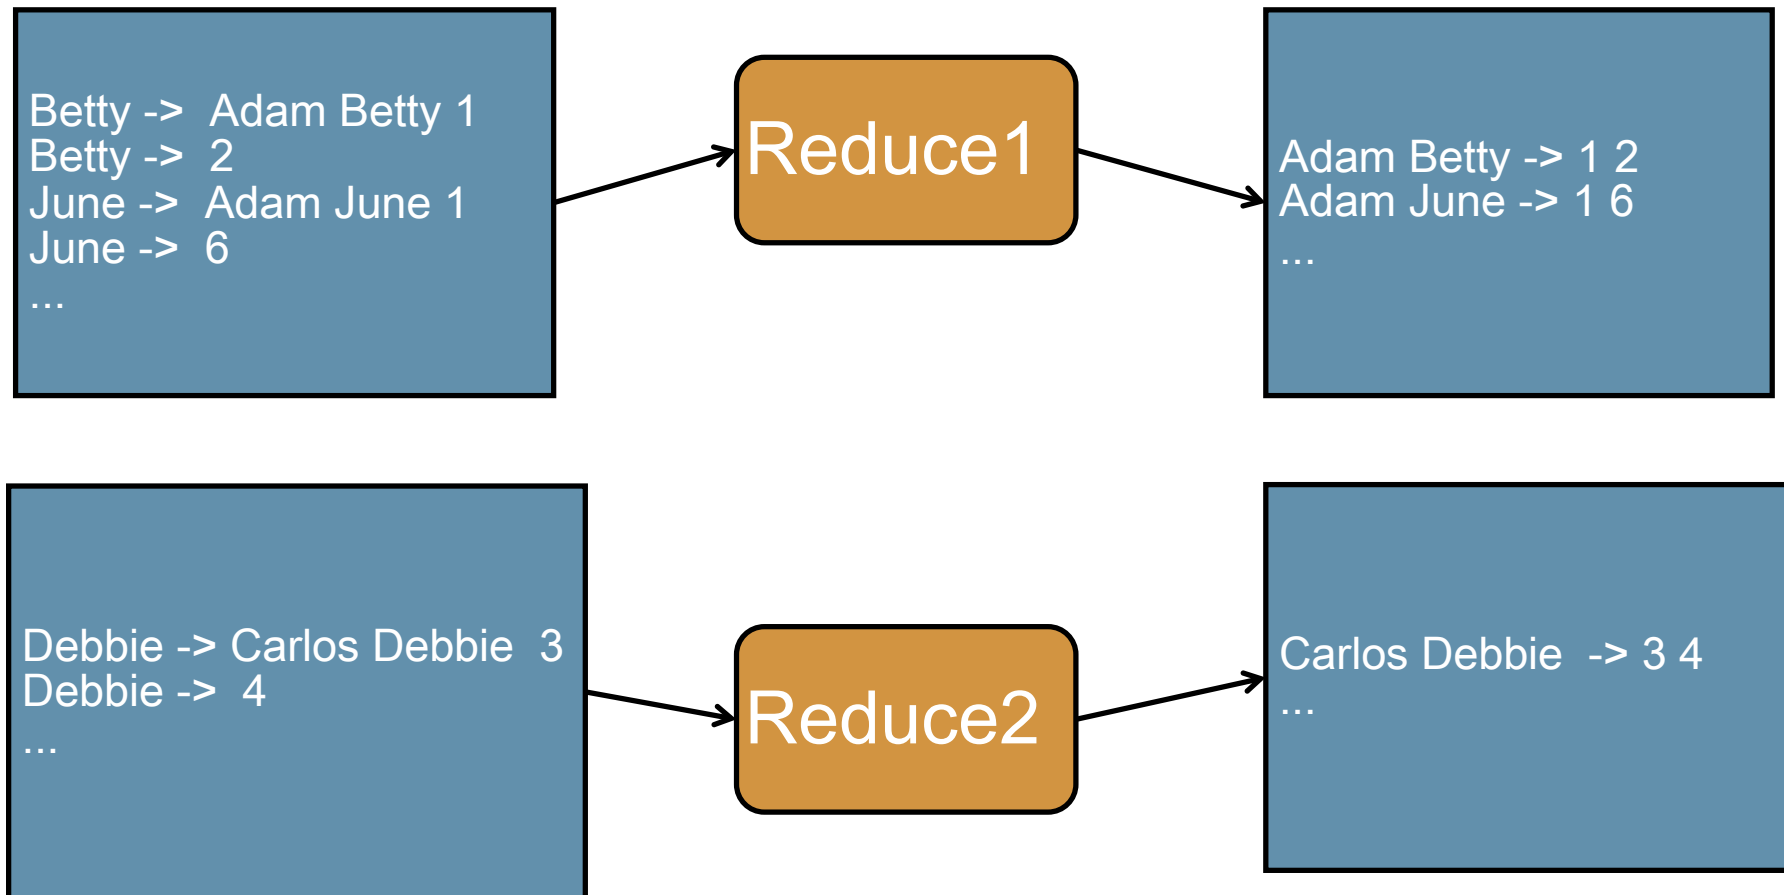 Betty -> Adam Betty 1
Betty -> 2
June -> Adam June 1
June -> 6
...
Reduce1
Adam Betty -> 1 2
Adam June -> 1 6
...
Debbie -> Carlos Debbie 3
Debbie -> 4
...
Reduce2
Carlos Debbie -> 3 4
...